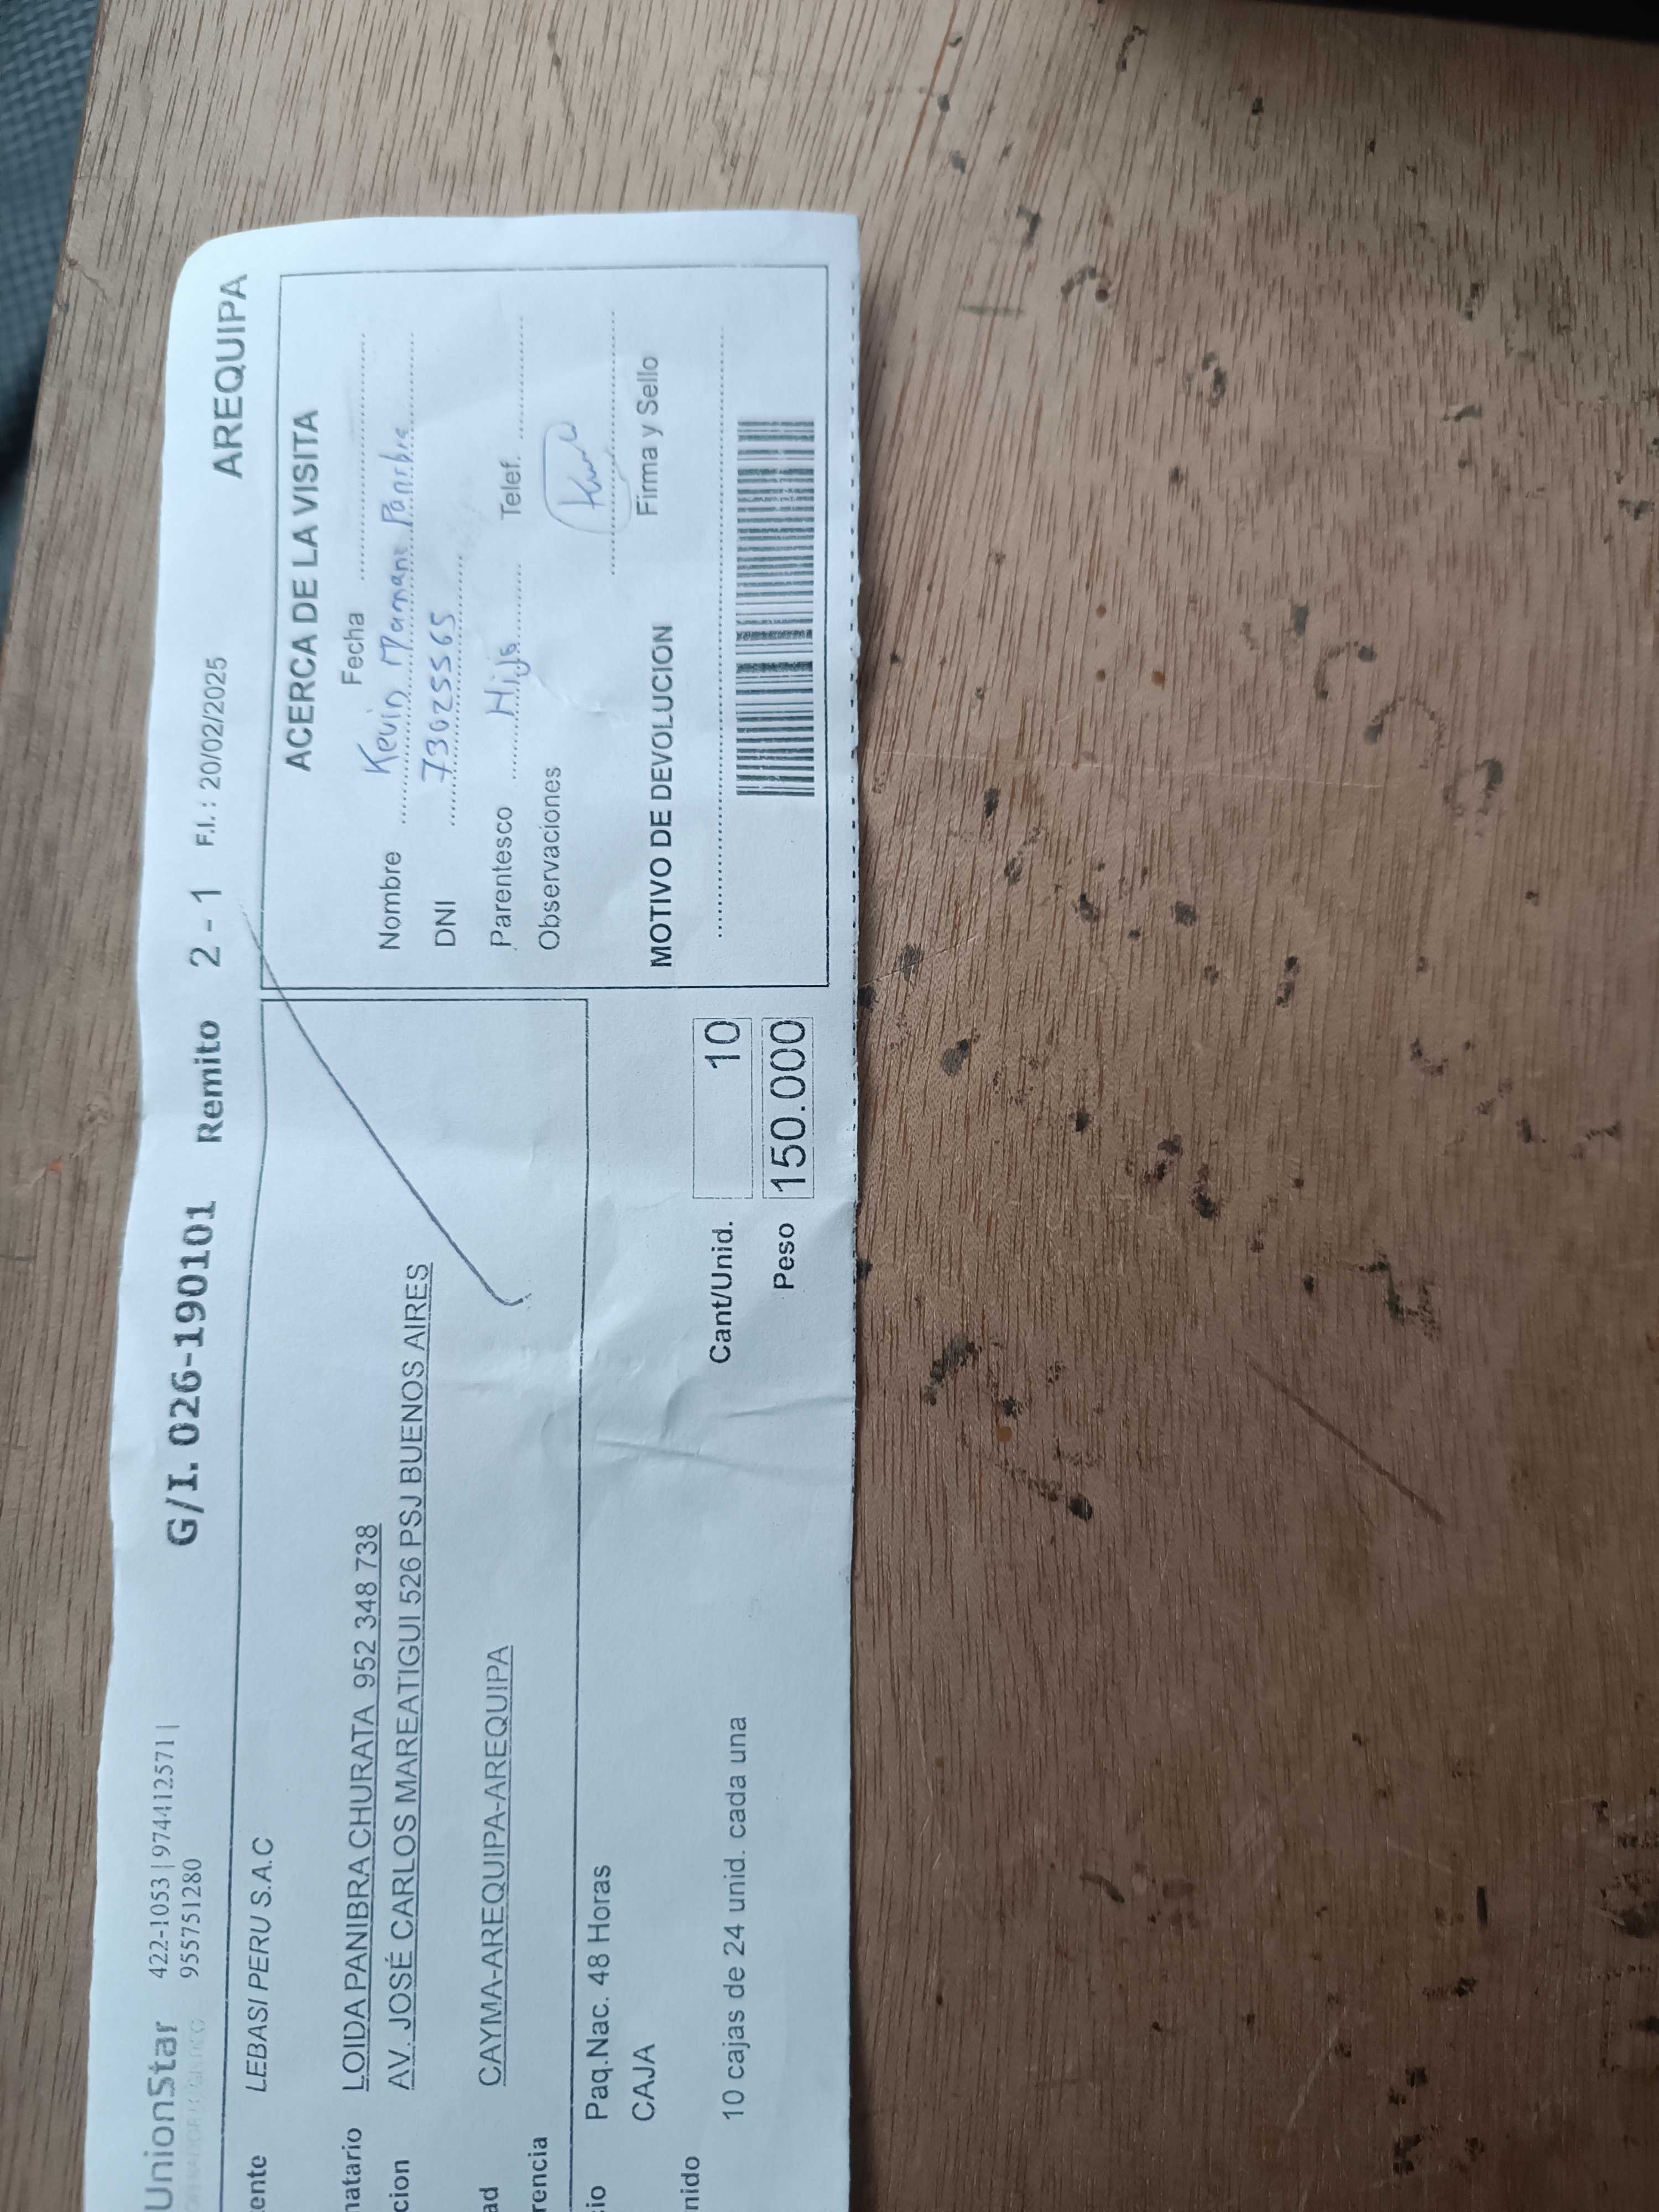 UnionStar 422-1053 | 974412571 |
955751280
G/I. 026-190101 Remito 2 - 1 F.I. : 20/02/2025 AREQUIPA
ente LEBASI PERU S.A.C
natario LOIDA PANIBRA CHURATA 952 348 738
cion AV. JOSÉ CARLOS MAREATIGUI 526 PSJ BUENOS AIRES
ad CAYMA-AREQUIPA-AREQUIPA
rencia
io Paq.Nac. 48 Horas
CAJA
nido
10 cajas de 24 unid. cada una
Cant/Unid. 10
Peso 150.000
ACERCA DE LA VISITA
Fecha
Nombre Kevin Mamani Panibra
DNI 73025565
Parentesco Hijo Telef.
Observaciones
Firma y Sello
MOTIVO DE DEVOLUCION